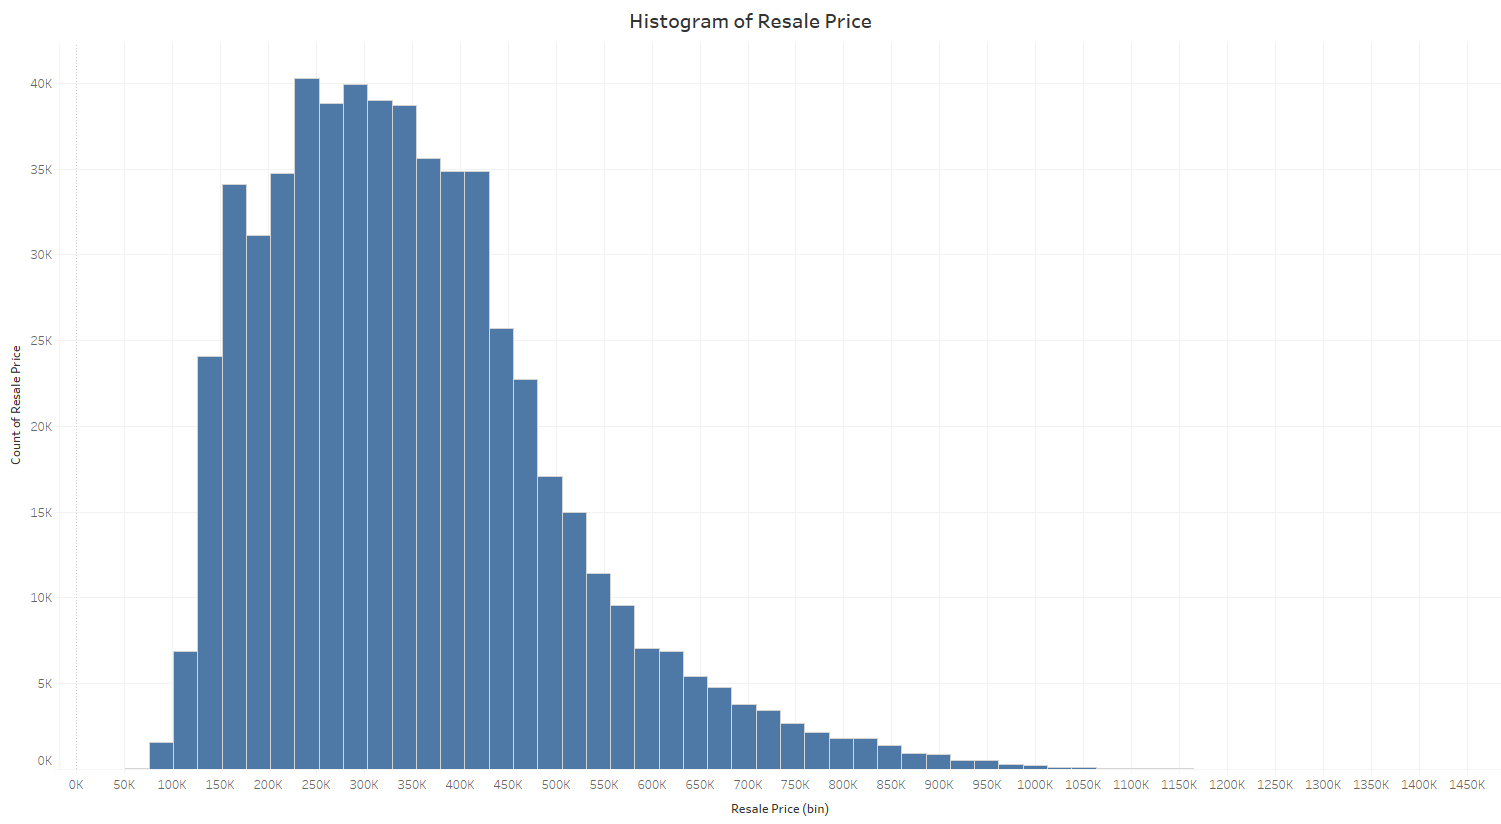 Histogram of Resale Price
Count of Resale Price
40K
35K
30K
25K
20K
15K
10K
5K
0K
0K 50K 100K 150K 200K 250K 300K 350K 400K 450K 500K 550K 600K 650K 700K 750K 800K 850K 900K 950K 1000K 1050K 1100K 1150K 1200K 1250K 1300K 1350K 1400K 1450K
Resale Price (bin)